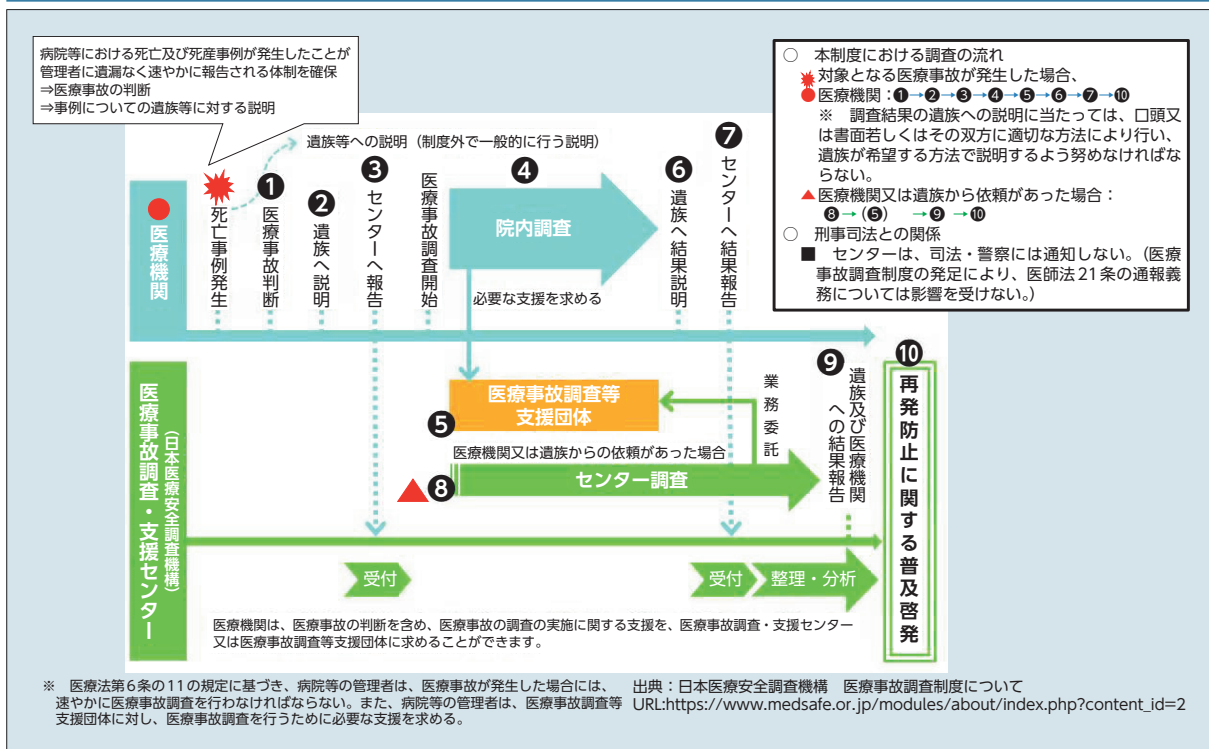 病院等における死亡及び死産事例が発生したことが
管理者に遺漏なく速やかに報告される体制を確保
⇒医療事故の判断
⇒事例についての遺族等に対する説明
○ 本制度における調査の流れ
対象となる医療事故が発生した場合、
医療機関：❶→❷→❸→❹→❺→❻→❼→❿
※ 調査結果の遺族への説明に当たっては、口頭又
は書面若しくはその双方に適切な方法により行い、
遺族が希望する方法で説明するよう努めなければな
らない。
▲医療機関又は遺族から依頼があった場合：
❽→(❺) →❾→❿
○ 刑事司法との関係
■ センターは、司法・警察には通知しない。（医療
事故調査制度の発足により、医師法21条の通報義
務については影響を受けない。）
遺族等への説明（制度外で一般的に行う説明）
医療機関
死亡事例発生
❶
医療事故判断
❷
遺族へ説明
❸
センターへ報告
医療事故調査開始
❹
院内調査
必要な支援を求める
❻
遺族へ結果説明
❼
センターへ結果報告
医療事故調査・支援センター
（日本医療安全調査機構）
❺
医療事故調査等
支援団体
業務委託
医療機関又は遺族からの依頼があった場合
❽
センター調査
❾
遺族及び医療機関
への結果報告
❿
再発防止に関する普及啓発
受付
受付
整理・分析
医療機関は、医療事故の判断を含め、医療事故の調査の実施に関する支援を、医療事故調査・支援センター
又は医療事故調査等支援団体に求めることができます。
※ 医療法第6条の11の規定に基づき、病院等の管理者は、医療事故が発生した場合には、
速やかに医療事故調査を行わなければならない。また、病院等の管理者は、医療事故調査等
支援団体に対し、医療事故調査を行うために必要な支援を求める。
出典：日本医療安全調査機構 医療事故調査制度について
URL:https://www.medsafe.or.jp/modules/about/index.php?content_id=2